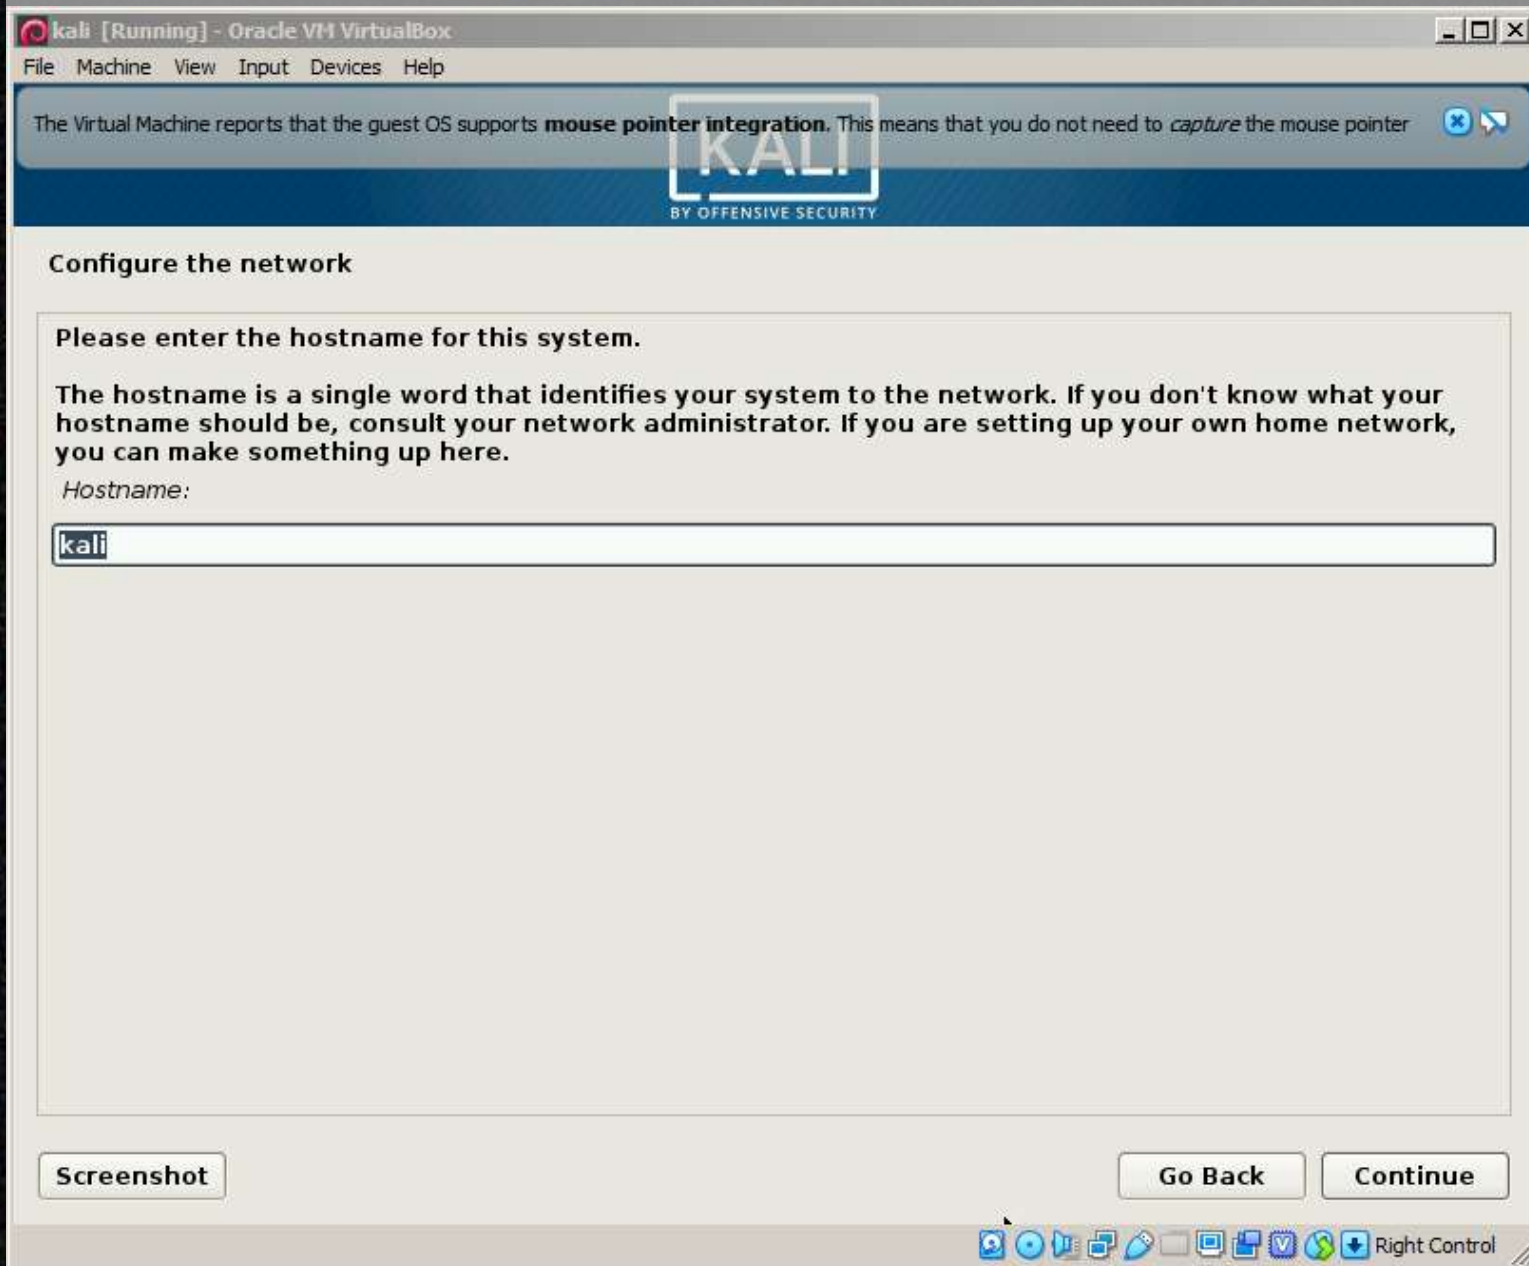 kali [Running] - Oracle VM VirtualBox
File Machine View Input Devices Help
The Virtual Machine reports that the guest OS supports mouse pointer integration. This means that you do not need to capture the mouse pointer
KALI
BY OFFENSIVE SECURITY
Configure the network
Please enter the hostname for this system.
The hostname is a single word that identifies your system to the network. If you don't know what your
hostname should be, consult your network administrator. If you are setting up your own home network,
you can make something up here.
Hostname:
kali
Screenshot
Go Back
Continue
Right Control